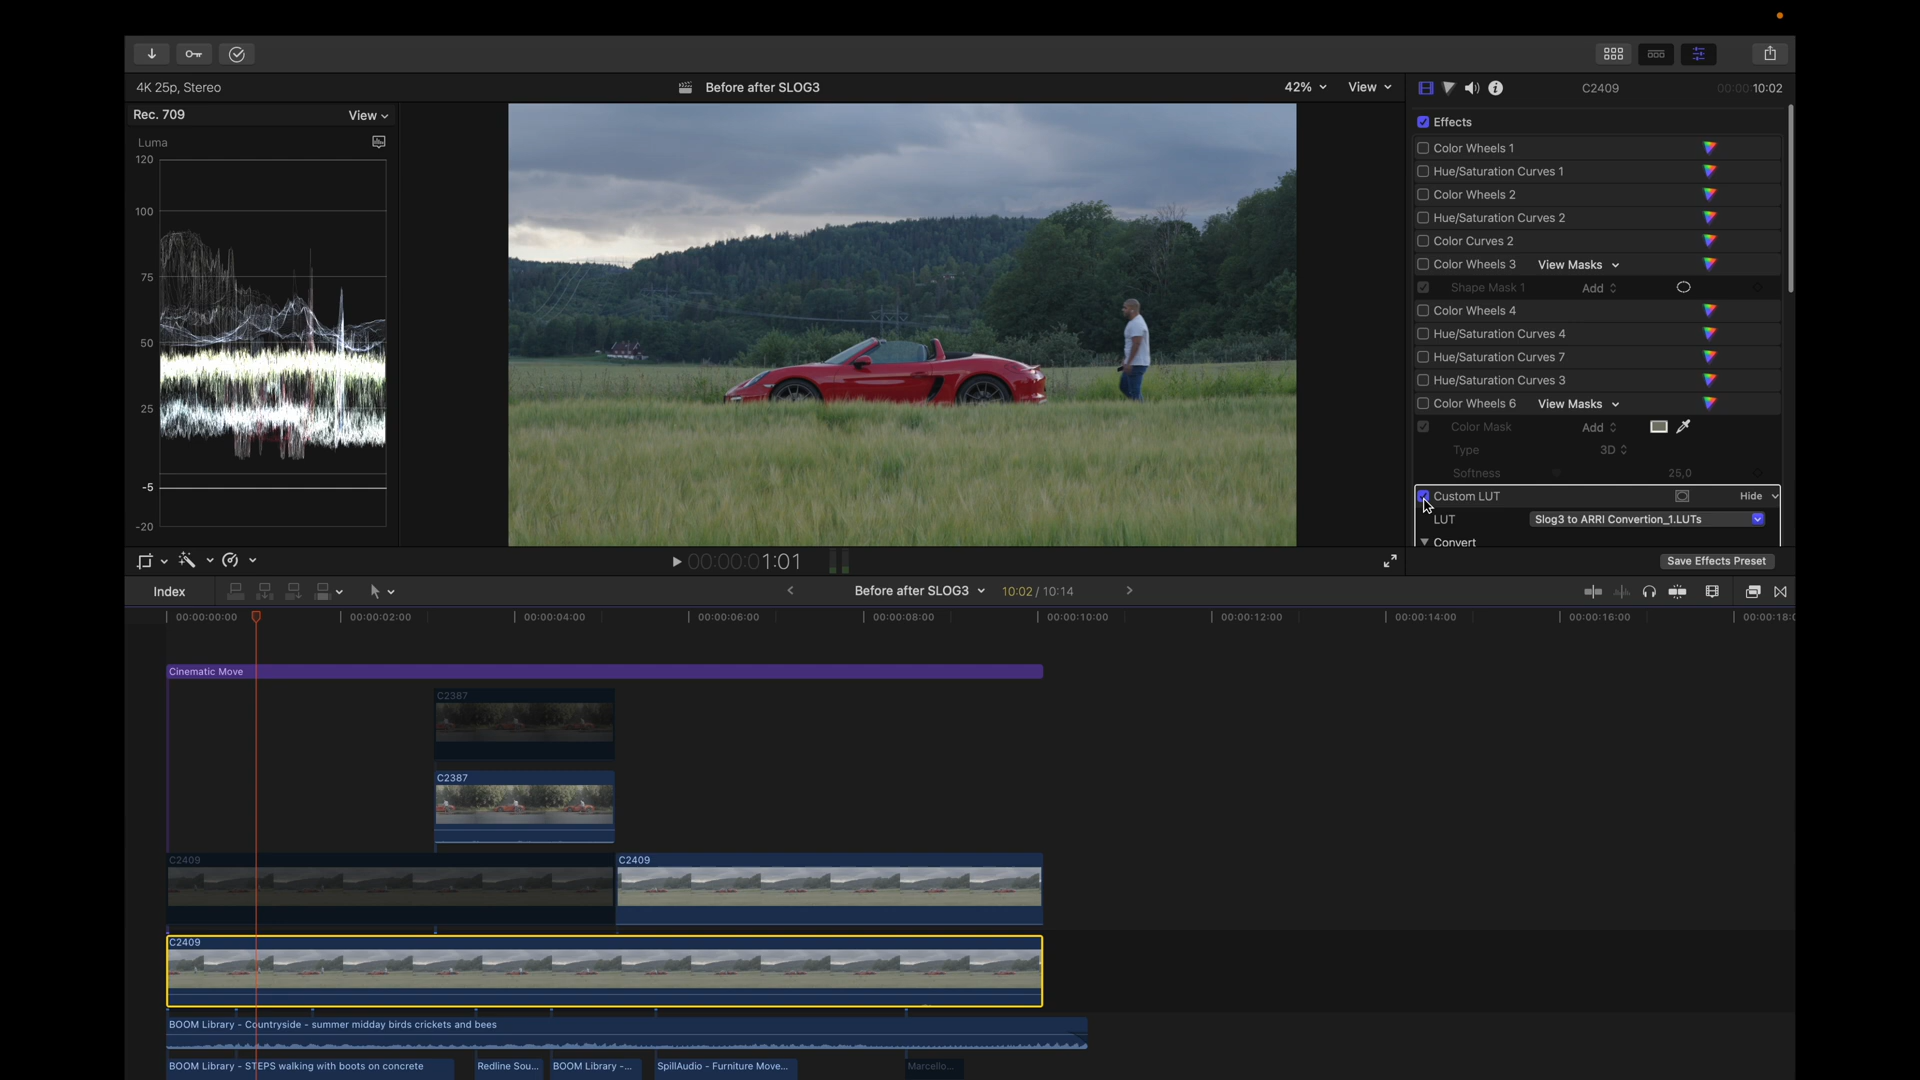 4K 25p, Stereo
Before after SLOG3
42%
View
C2409
00:00:10:02
Rec. 709
View
Luma
120
100
75
50
25
-5
-20
Effects
Color Wheels 1
Hue/Saturation Curves 1
Color Wheels 2
Hue/Saturation Curves 2
Color Curves 2
Color Wheels 3 View Masks
Shape Mask 1 Add
Color Wheels 4
Hue/Saturation Curves 4
Hue/Saturation Curves 7
Hue/Saturation Curves 3
Color Wheels 6 View Masks
Color Mask Add
Type 3D
Softness 25,0
Custom LUT Hide
LUT Slog3 to ARRI Convertion_1.LUTs
Convert
Save Effects Preset
00:00:01:01
Index
Before after SLOG3
10:02 / 10:14
00:00:00:00 00:00:02:00 00:00:04:00 00:00:06:00 00:00:08:00 00:00:10:00 00:00:12:00 00:00:14:00 00:00:16:00 00:00:18:0
Cinematic Move
C2387
C2387
C2409
C2409
C2409
BOOM Library - Countryside - summer midday birds crickets and bees
BOOM Library - STEPS walking with boots on concrete
Redline Sou...
BOOM Library -...
SpillAudio - Furniture Move...
Marcello...